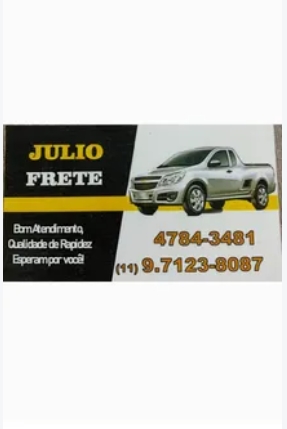 JULIO
FRETE
Bom Atendimento,
Qualidade de Rapidez
Esperam por você!
4784-3481
(11) 9.7123-8087